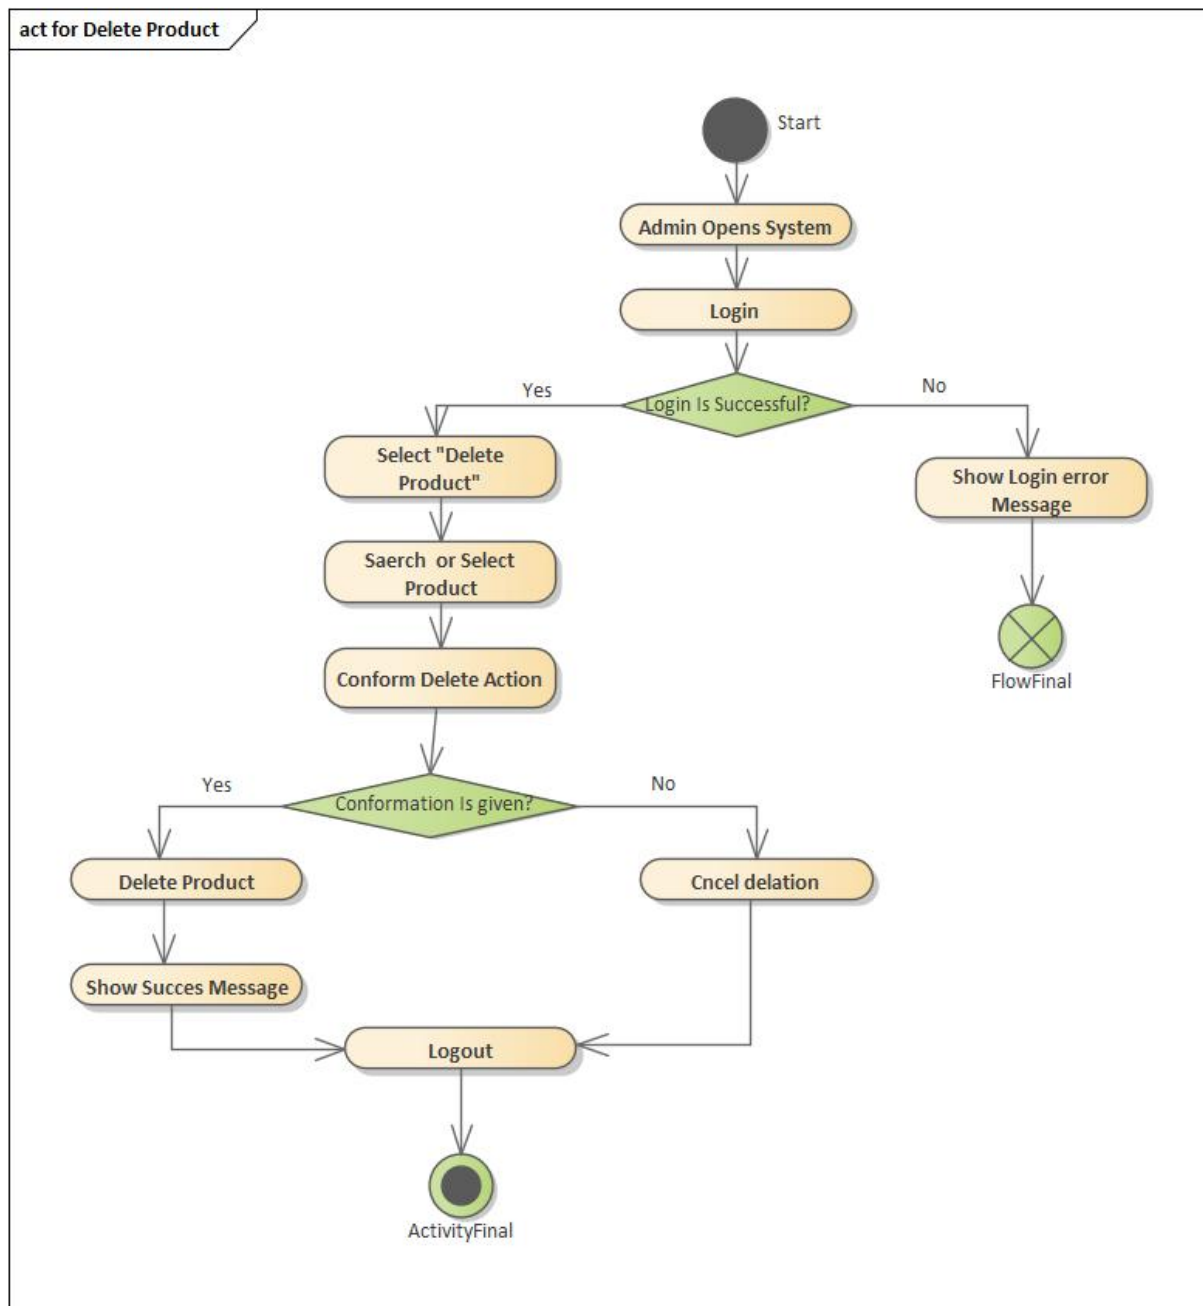 act for Delete Product
Start
Admin Opens System
Login
Login Is Successful?
Yes
No
Select "Delete
Product"
Show Login error
Message
Saerch or Select
Product
FlowFinal
Conform Delete Action
Conformation Is given?
Yes
No
Delete Product
Cncel delation
Show Succes Message
Logout
ActivityFinal